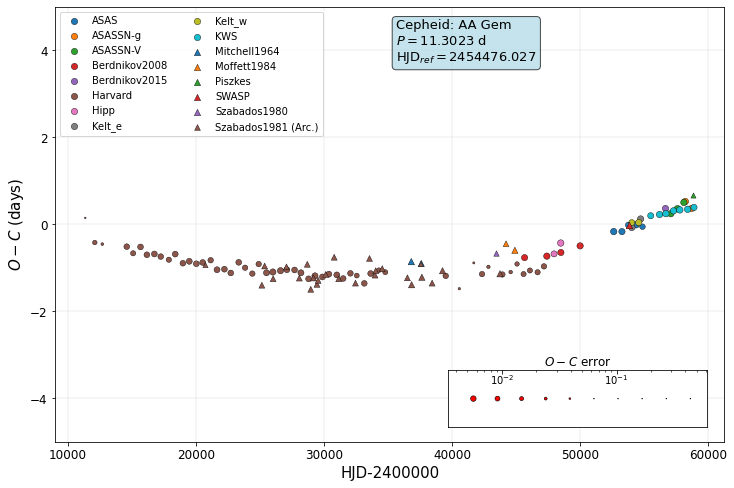 ASAS
ASASSN-g
ASASSN-V
Berdnikov2008
Berdnikov2015
Harvard
Hipp
Kelt_e
Kelt_w
KWS
Mitchell1964
Moffett1984
Piszkes
SWASP
Szabados1980
Szabados1981 (Arc.)
Cepheid: AA Gem
P = 11.3023 d
HJD_ref = 2454476.027
4
2
0
−2
−4
O − C (days)
O − C error
10^−2 10^−1
10000 20000 30000 40000 50000 60000
HJD-2400000